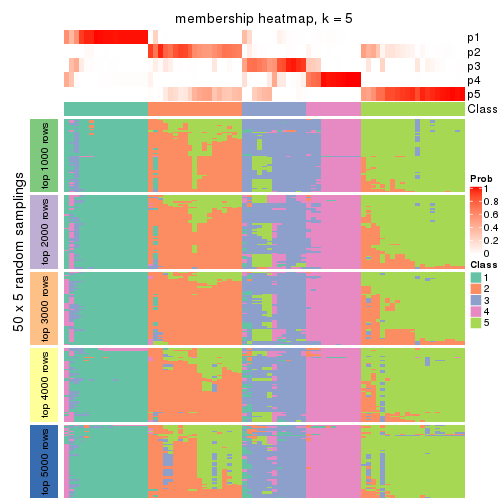 membership heatmap, k = 5
p1
p2
p3
p4
p5
Class
50 x 5 random samplings
top 1000 rows
top 2000 rows
top 3000 rows
top 4000 rows
top 5000 rows
Prob
1
0.8
0.6
0.4
0.2
0
Class
1
2
3
4
5